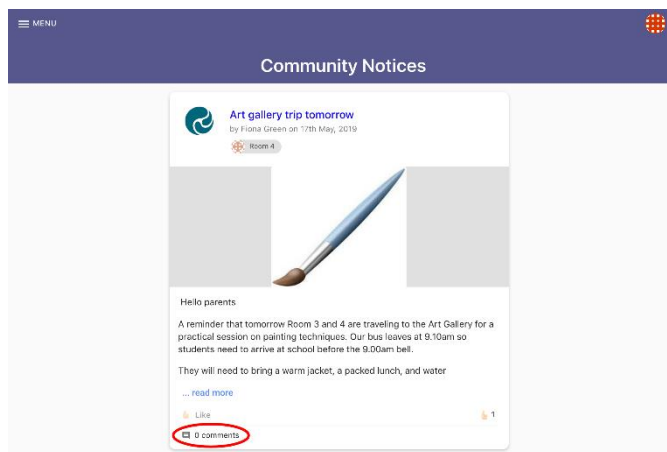 MENU
Community Notices
Art gallery trip tomorrow
by Fiona Green on 17th May, 2019
Room 4
Hello parents
A reminder that tomorrow Room 3 and 4 are traveling to the Art Gallery for a
practical session on painting techniques. Our bus leaves at 9.10am so
students need to arrive at school before the 9.00am bell.
They will need to bring a warm jacket, a packed lunch, and water
... read more
Like 1
0 comments